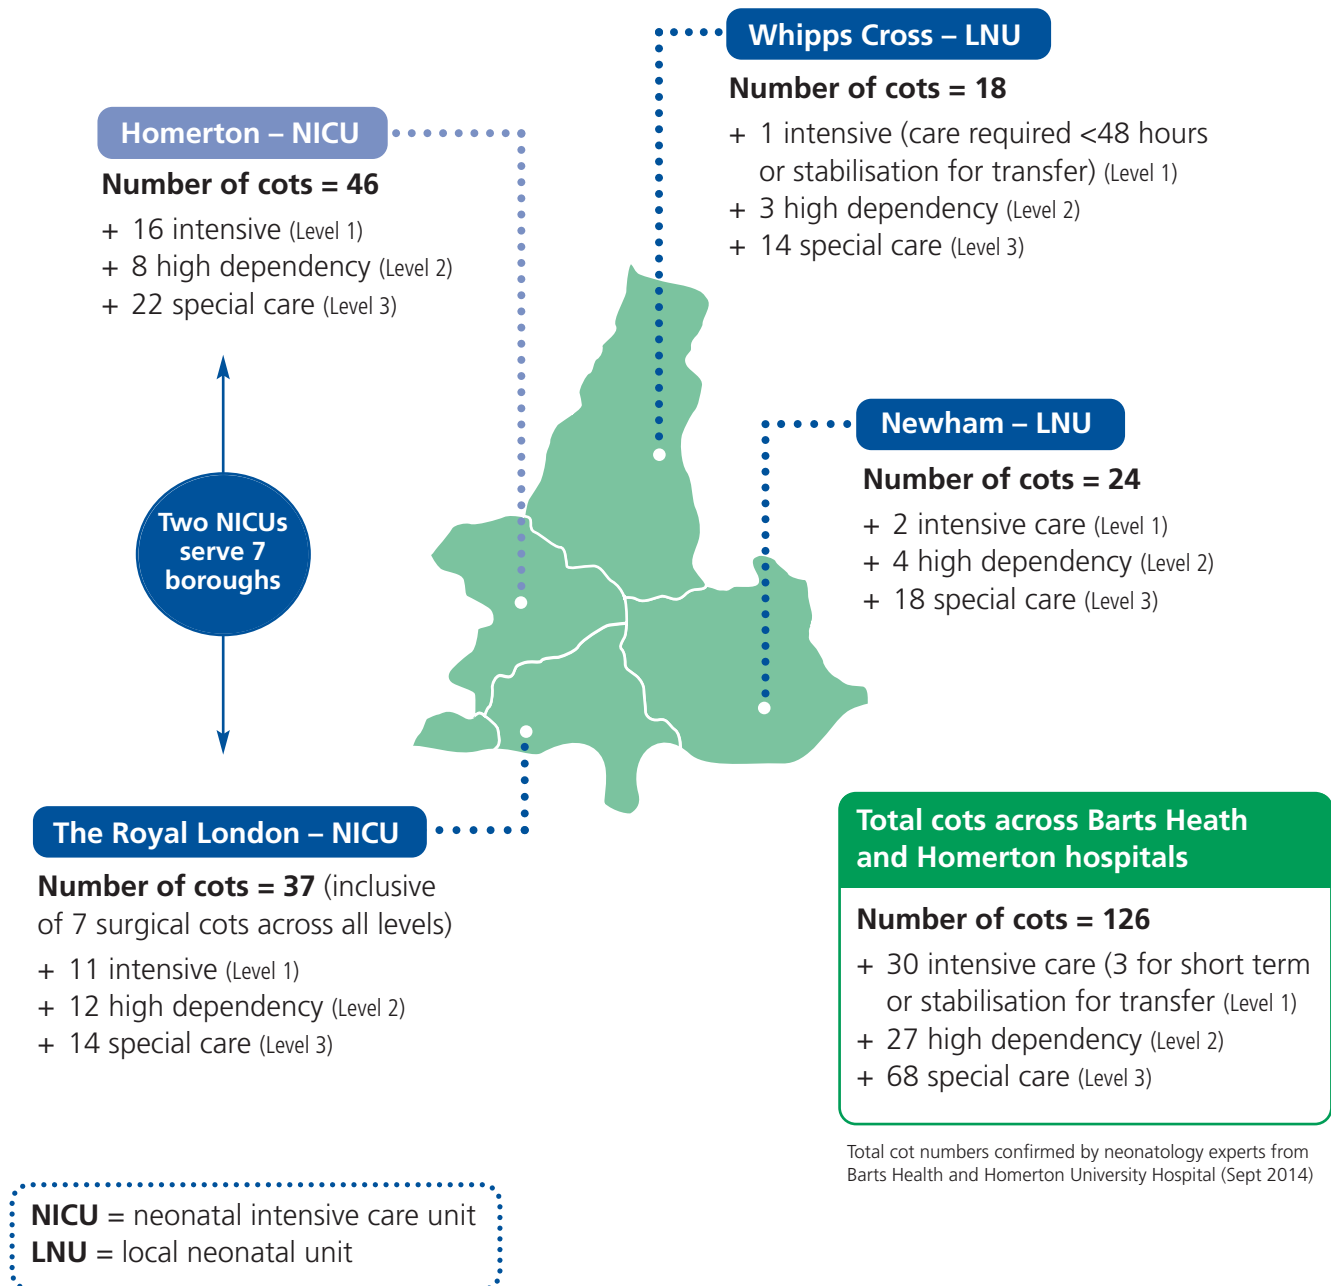 Whipps Cross – LNU
Number of cots = 18
+ 1 intensive (care required <48 hours
or stabilisation for transfer) (Level 1)
+ 3 high dependency (Level 2)
+ 14 special care (Level 3)
Homerton – NICU
Number of cots = 46
+ 16 intensive (Level 1)
+ 8 high dependency (Level 2)
+ 22 special care (Level 3)
Two NICUs
serve 7
boroughs
Newham – LNU
Number of cots = 24
+ 2 intensive care (Level 1)
+ 4 high dependency (Level 2)
+ 18 special care (Level 3)
The Royal London – NICU
Number of cots = 37 (inclusive
of 7 surgical cots across all levels)
+ 11 intensive (Level 1)
+ 12 high dependency (Level 2)
+ 14 special care (Level 3)
Total cots across Barts Heath
and Homerton hospitals
Number of cots = 126
+ 30 intensive care (3 for short term
or stabilisation for transfer (Level 1)
+ 27 high dependency (Level 2)
+ 68 special care (Level 3)
Total cot numbers confirmed by neonatology experts from
Barts Health and Homerton University Hospital (Sept 2014)
NICU = neonatal intensive care unit
LNU = local neonatal unit